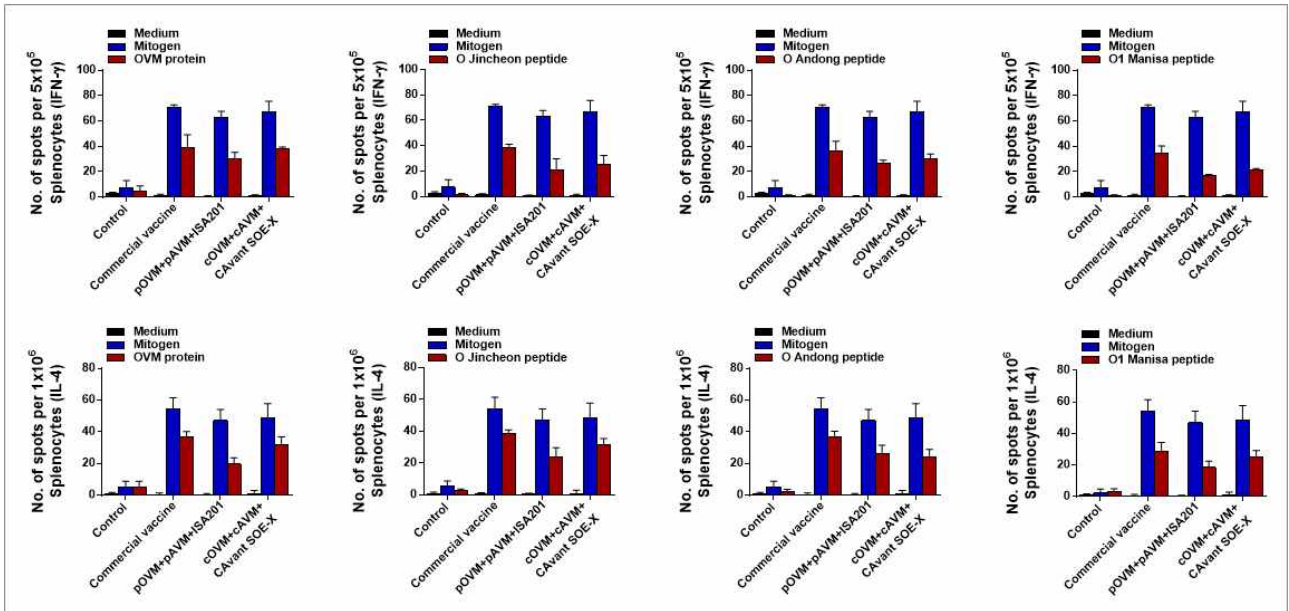 Medium
Mitogen
OVM protein
No. of spots per 5x10⁵
Splenocytes (IFN-γ)
100
80
60
40
20
0
Control
Commercial vaccine
pOVM+pAVM+ISA201
cOVM+cAVM+
CAvant SOE-X
Medium
Mitogen
O Jincheon peptide
No. of spots per 5x10⁵
Splenocytes (IFN-γ)
100
80
60
40
20
0
Control
Commercial vaccine
pOVM+pAVM+ISA201
cOVM+cAVM+
CAvant SOE-X
Medium
Mitogen
O Andong peptide
No. of spots per 5x10⁵
Splenocytes (IFN-γ)
100
80
60
40
20
0
Control
Commercial vaccine
pOVM+pAVM+ISA201
cOVM+cAVM+
CAvant SOE-X
Medium
Mitogen
O1 Manisa peptide
No. of spots per 5x10⁵
Splenocytes (IFN-γ)
100
80
60
40
20
0
Control
Commercial vaccine
pOVM+pAVM+ISA201
cOVM+cAVM+
CAvant SOE-X
Medium
Mitogen
OVM protein
No. of spots per 1x10⁶
Splenocytes (IL-4)
80
60
40
20
0
Control
Commercial vaccine
pOVM+pAVM+ISA201
cOVM+cAVM+
CAvant SOE-X
Medium
Mitogen
O Jincheon peptide
No. of spots per 1x10⁶
Splenocytes (IL-4)
80
60
40
20
0
Control
Commercial vaccine
pOVM+pAVM+ISA201
cOVM+cAVM+
CAvant SOE-X
Medium
Mitogen
O Andong peptide
No. of spots per 1x10⁶
Splenocytes (IL-4)
80
60
40
20
0
Control
Commercial vaccine
pOVM+pAVM+ISA201
cOVM+cAVM+
CAvant SOE-X
Medium
Mitogen
O1 Manisa peptide
No. of spots per 1x10⁶
Splenocytes (IL-4)
80
60
40
20
0
Control
Commercial vaccine
pOVM+pAVM+ISA201
cOVM+cAVM+
CAvant SOE-X